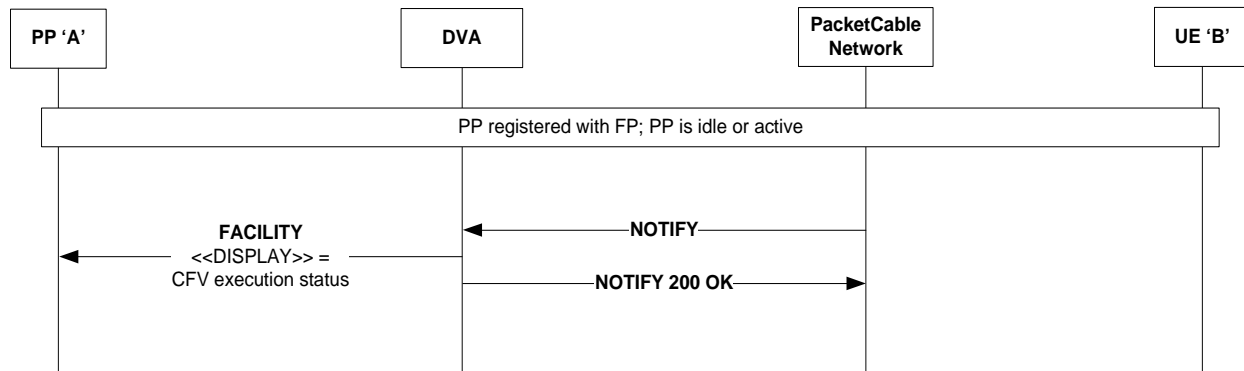 PP ‘A’
DVA
PacketCable
Network
UE ‘B’
PP registered with FP; PP is idle or active
FACILITY
<<DISPLAY>> =
CFV execution status
NOTIFY
NOTIFY 200 OK